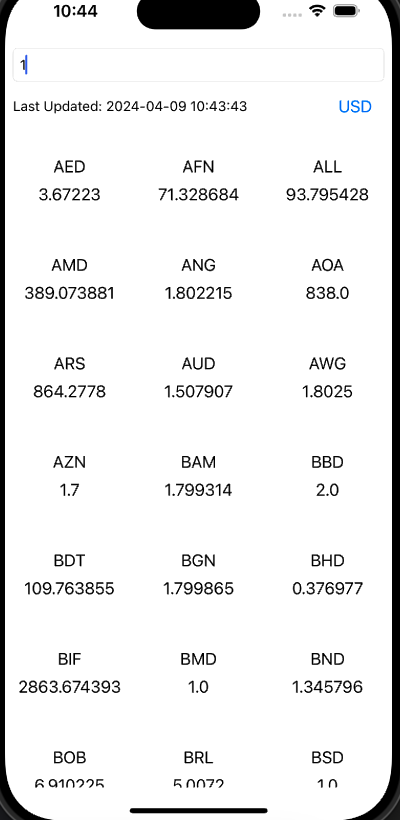 10:44
1
Last Updated: 2024-04-09 10:43:43 USD
AED AFN ALL
3.67223 71.328684 93.795428
AMD ANG AOA
389.073881 1.802215 838.0
ARS AUD AWG
864.2778 1.507907 1.8025
AZN BAM BBD
1.7 1.799314 2.0
BDT BGN BHD
109.763855 1.799865 0.376977
BIF BMD BND
2863.674393 1.0 1.345796
BOB BRL BSD
6.910225 5.0072 1.0